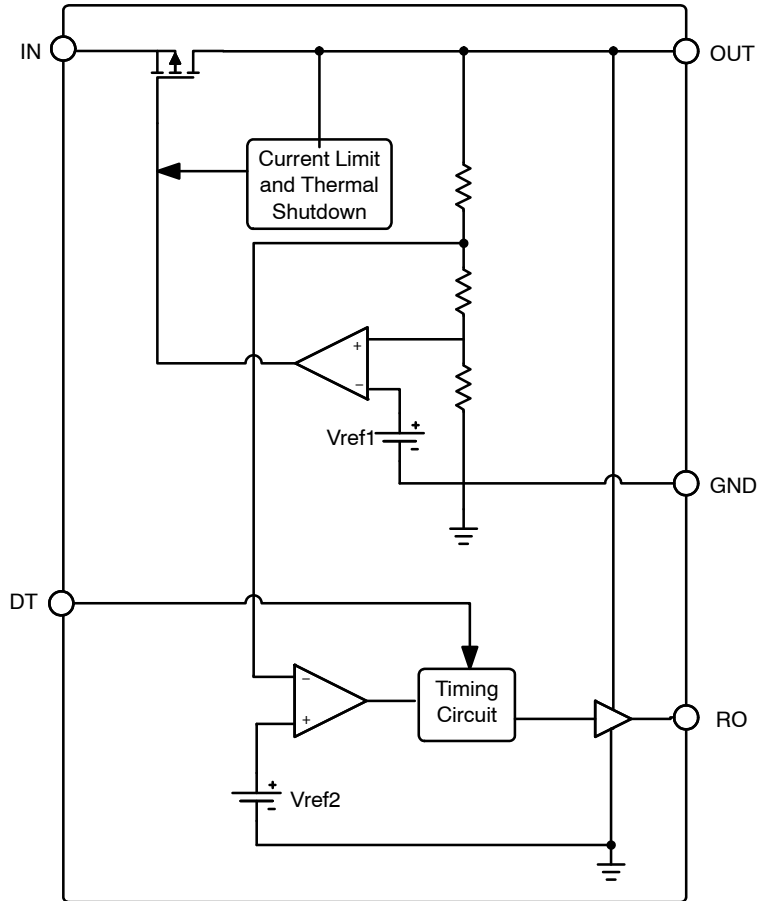 IN
OUT
Current Limit
and Thermal
Shutdown
+
−
Vref1
+
-
GND
DT
−
+
Timing
Circuit
RO
+
-
Vref2